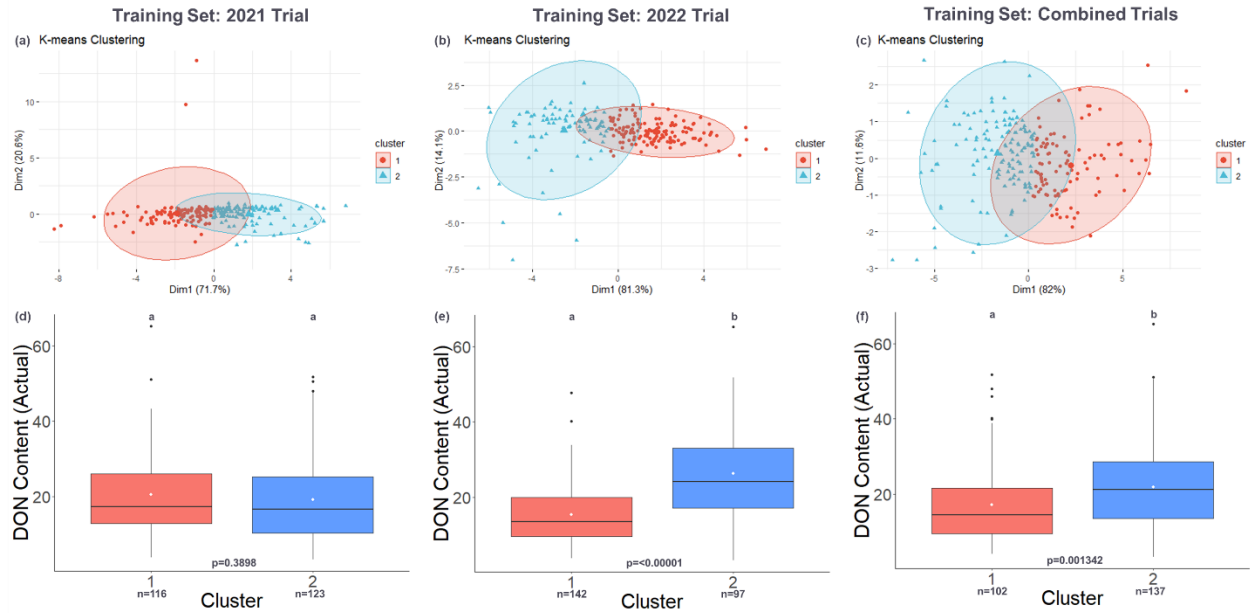 Training Set: 2021 Trial
Training Set: 2022 Trial
Training Set: Combined Trials
(a)
K-means Clustering
10
5
0
Dim2 (20.6%)
-8
-4
0
4
Dim1 (71.7%)
cluster
1
2
(b)
K-means Clustering
2.5
0.0
-2.5
-5.0
-7.5
Dim2 (14.1%)
-4
0
4
Dim1 (81.3%)
cluster
1
2
(c)
K-means Clustering
2
1
0
-1
-2
-3
Dim2 (11.6%)
-5
0
5
Dim1 (82%)
cluster
1
2
(d)
a
a
60
40
20
DON Content (Actual)
p=0.3898
1
2
n=116
n=123
Cluster
(e)
a
b
60
40
20
DON Content (Actual)
p=<0.00001
1
2
n=142
n=97
Cluster
(f)
a
b
60
40
20
DON Content (Actual)
p=0.001342
1
2
n=102
n=137
Cluster